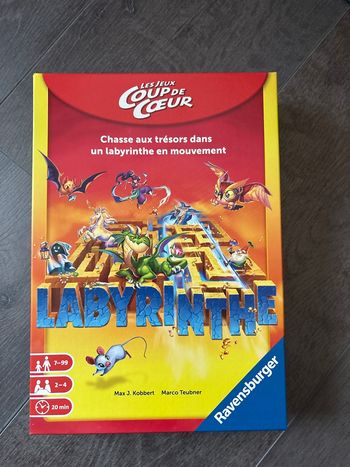 LES JEUX
COUP DE
CŒUR
Chasse aux trésors dans
un labyrinthe en mouvement
LABYRINTHE
7-99
2-4
20 min
Max J. Kobbert Marco Teubner
Ravensburger